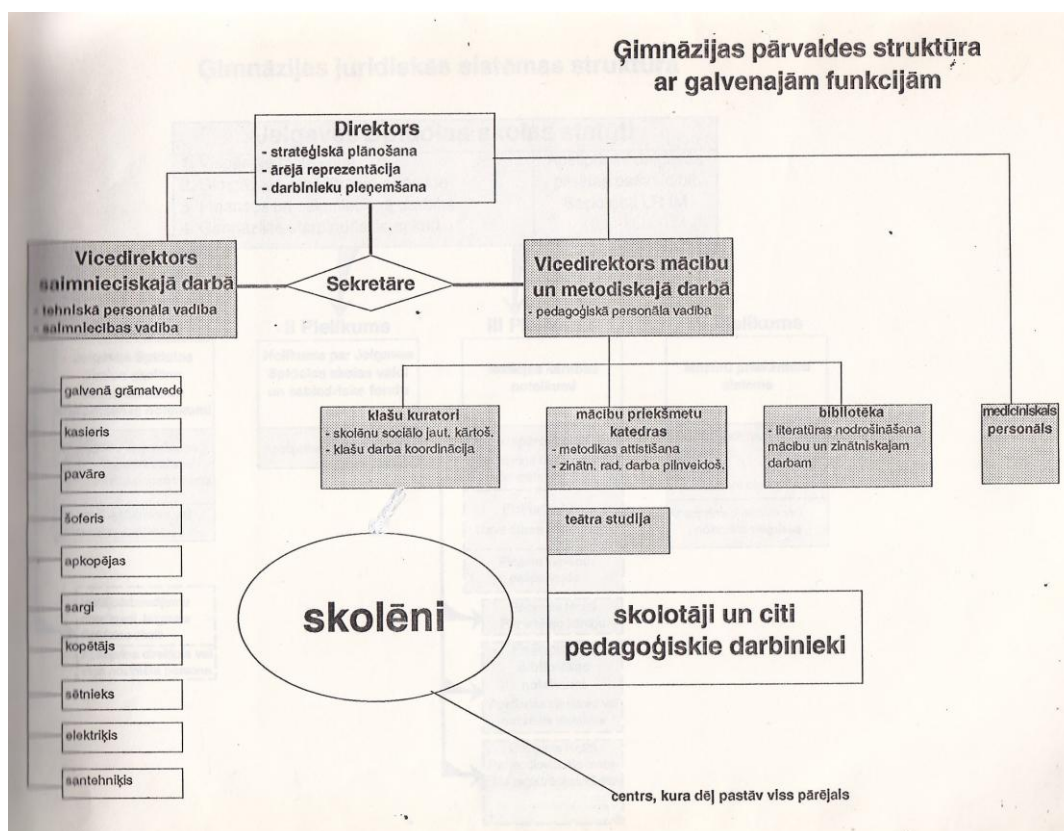 Ģimnāzijas pārvaldes struktūra
ar galvenajām funkcijām
Direktors
- stratēģiskā plānošana
- ārējā reprezentācija
- darbinieku pieņemšana
Vicedirektors
saimnieciskajā darbā
- tehniskā personāla vadība
- saimniecības vadība
Sekretāre
Vicedirektors mācību
un metodiskajā darbā
- pedagoģiskā personāla vadība
galvenā grāmatvede
kasieris
pavāre
šoferis
apkopējas
sargi
kopētājs
sētnieks
elektriķis
santehniķis
klašu kuratori
- skolēnu sociālo jaut. kārtoš.
- klašu darba koordinācija
mācību priekšmetu
katedras
- metodikas attīstīšana
- zinātn. rad. darba pilnveidoš.
bibliotēka
- literatūras nodrošināšana
mācību un zinātniskajam
darbam
medicīniskais
personāls
teātra studija
skolēni
skolotāji un citi
pedagoģiskie darbinieki
centrs, kura dēļ pastāv viss pārējais